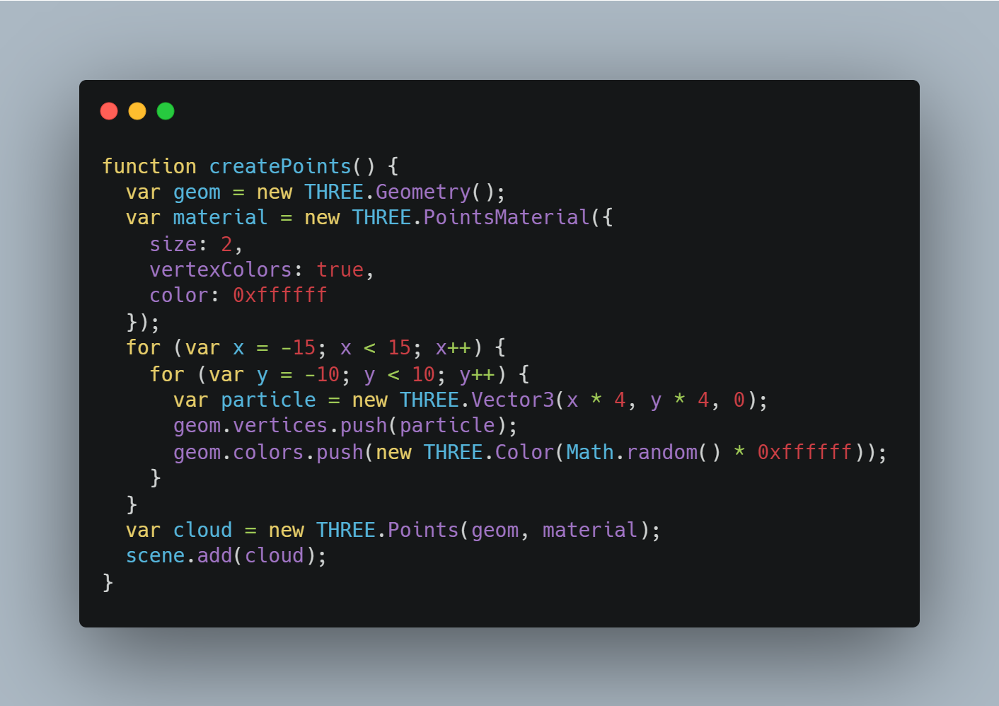 function createPoints() {
  var geom = new THREE.Geometry();
  var material = new THREE.PointsMaterial({
    size: 2,
    vertexColors: true,
    color: 0xffffff
  });
  for (var x = -15; x < 15; x++) {
    for (var y = -10; y < 10; y++) {
      var particle = new THREE.Vector3(x * 4, y * 4, 0);
      geom.vertices.push(particle);
      geom.colors.push(new THREE.Color(Math.random() * 0xffffff));
    }
  }
  var cloud = new THREE.Points(geom, material);
  scene.add(cloud);
}